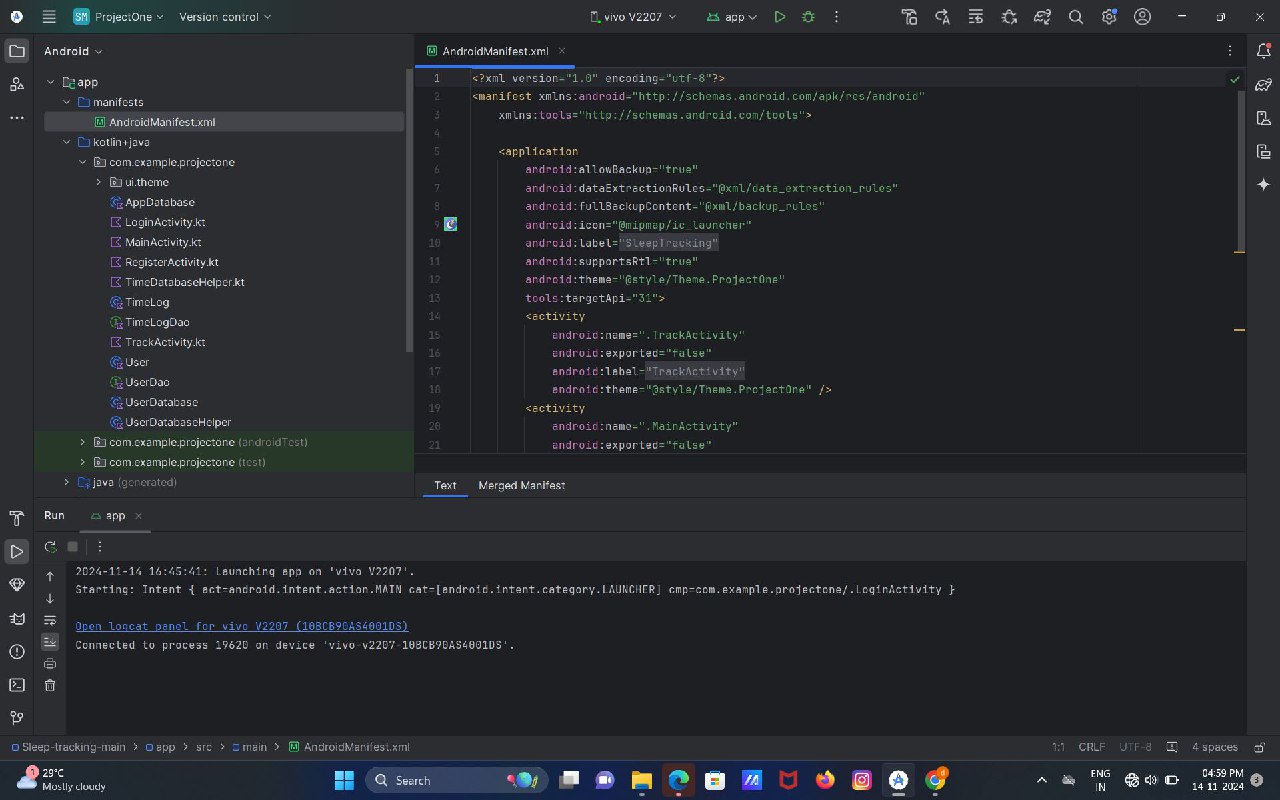 SM ProjectOne Version control vivo V2207 app
Android
app
manifests
AndroidManifest.xml
kotlin+java
com.example.projectone
ui.theme
AppDatabase
LoginActivity.kt
MainActivity.kt
RegisterActivity.kt
TimeDatabaseHelper.kt
TimeLog
TimeLogDao
TrackActivity.kt
User
UserDao
UserDatabase
UserDatabaseHelper
com.example.projectone (androidTest)
com.example.projectone (test)
java (generated)
AndroidManifest.xml
1 <?xml version="1.0" encoding="utf-8"?>
2 <manifest xmlns:android="http://schemas.android.com/apk/res/android"
3 xmlns:tools="http://schemas.android.com/tools">
4
5 <application
6 android:allowBackup="true"
7 android:dataExtractionRules="@xml/data_extraction_rules"
8 android:fullBackupContent="@xml/backup_rules"
9 android:icon="@mipmap/ic_launcher"
10 android:label="SleepTracking"
11 android:supportsRtl="true"
12 android:theme="@style/Theme.ProjectOne"
13 tools:targetApi="31">
14 <activity
15 android:name=".TrackActivity"
16 android:exported="false"
17 android:label="TrackActivity"
18 android:theme="@style/Theme.ProjectOne" />
19 <activity
20 android:name=".MainActivity"
21 android:exported="false"
Text Merged Manifest
Run app
2024-11-14 16:45:41: Launching app on 'vivo V2207'.
Starting: Intent { act=android.intent.action.MAIN cat=[android.intent.category.LAUNCHER] cmp=com.example.projectone/.LoginActivity }
Open logcat panel for vivo V2207 (10BCB90AS4001DS)
Connected to process 19620 on device 'vivo-v2207-10BCB90AS4001DS'.
Sleep-tracking-main > app > src > main > AndroidManifest.xml 1:1 CRLF UTF-8 4 spaces
1 29°C
Mostly cloudy
Search
ENG
IN
04:59 PM
14-11-2024
3